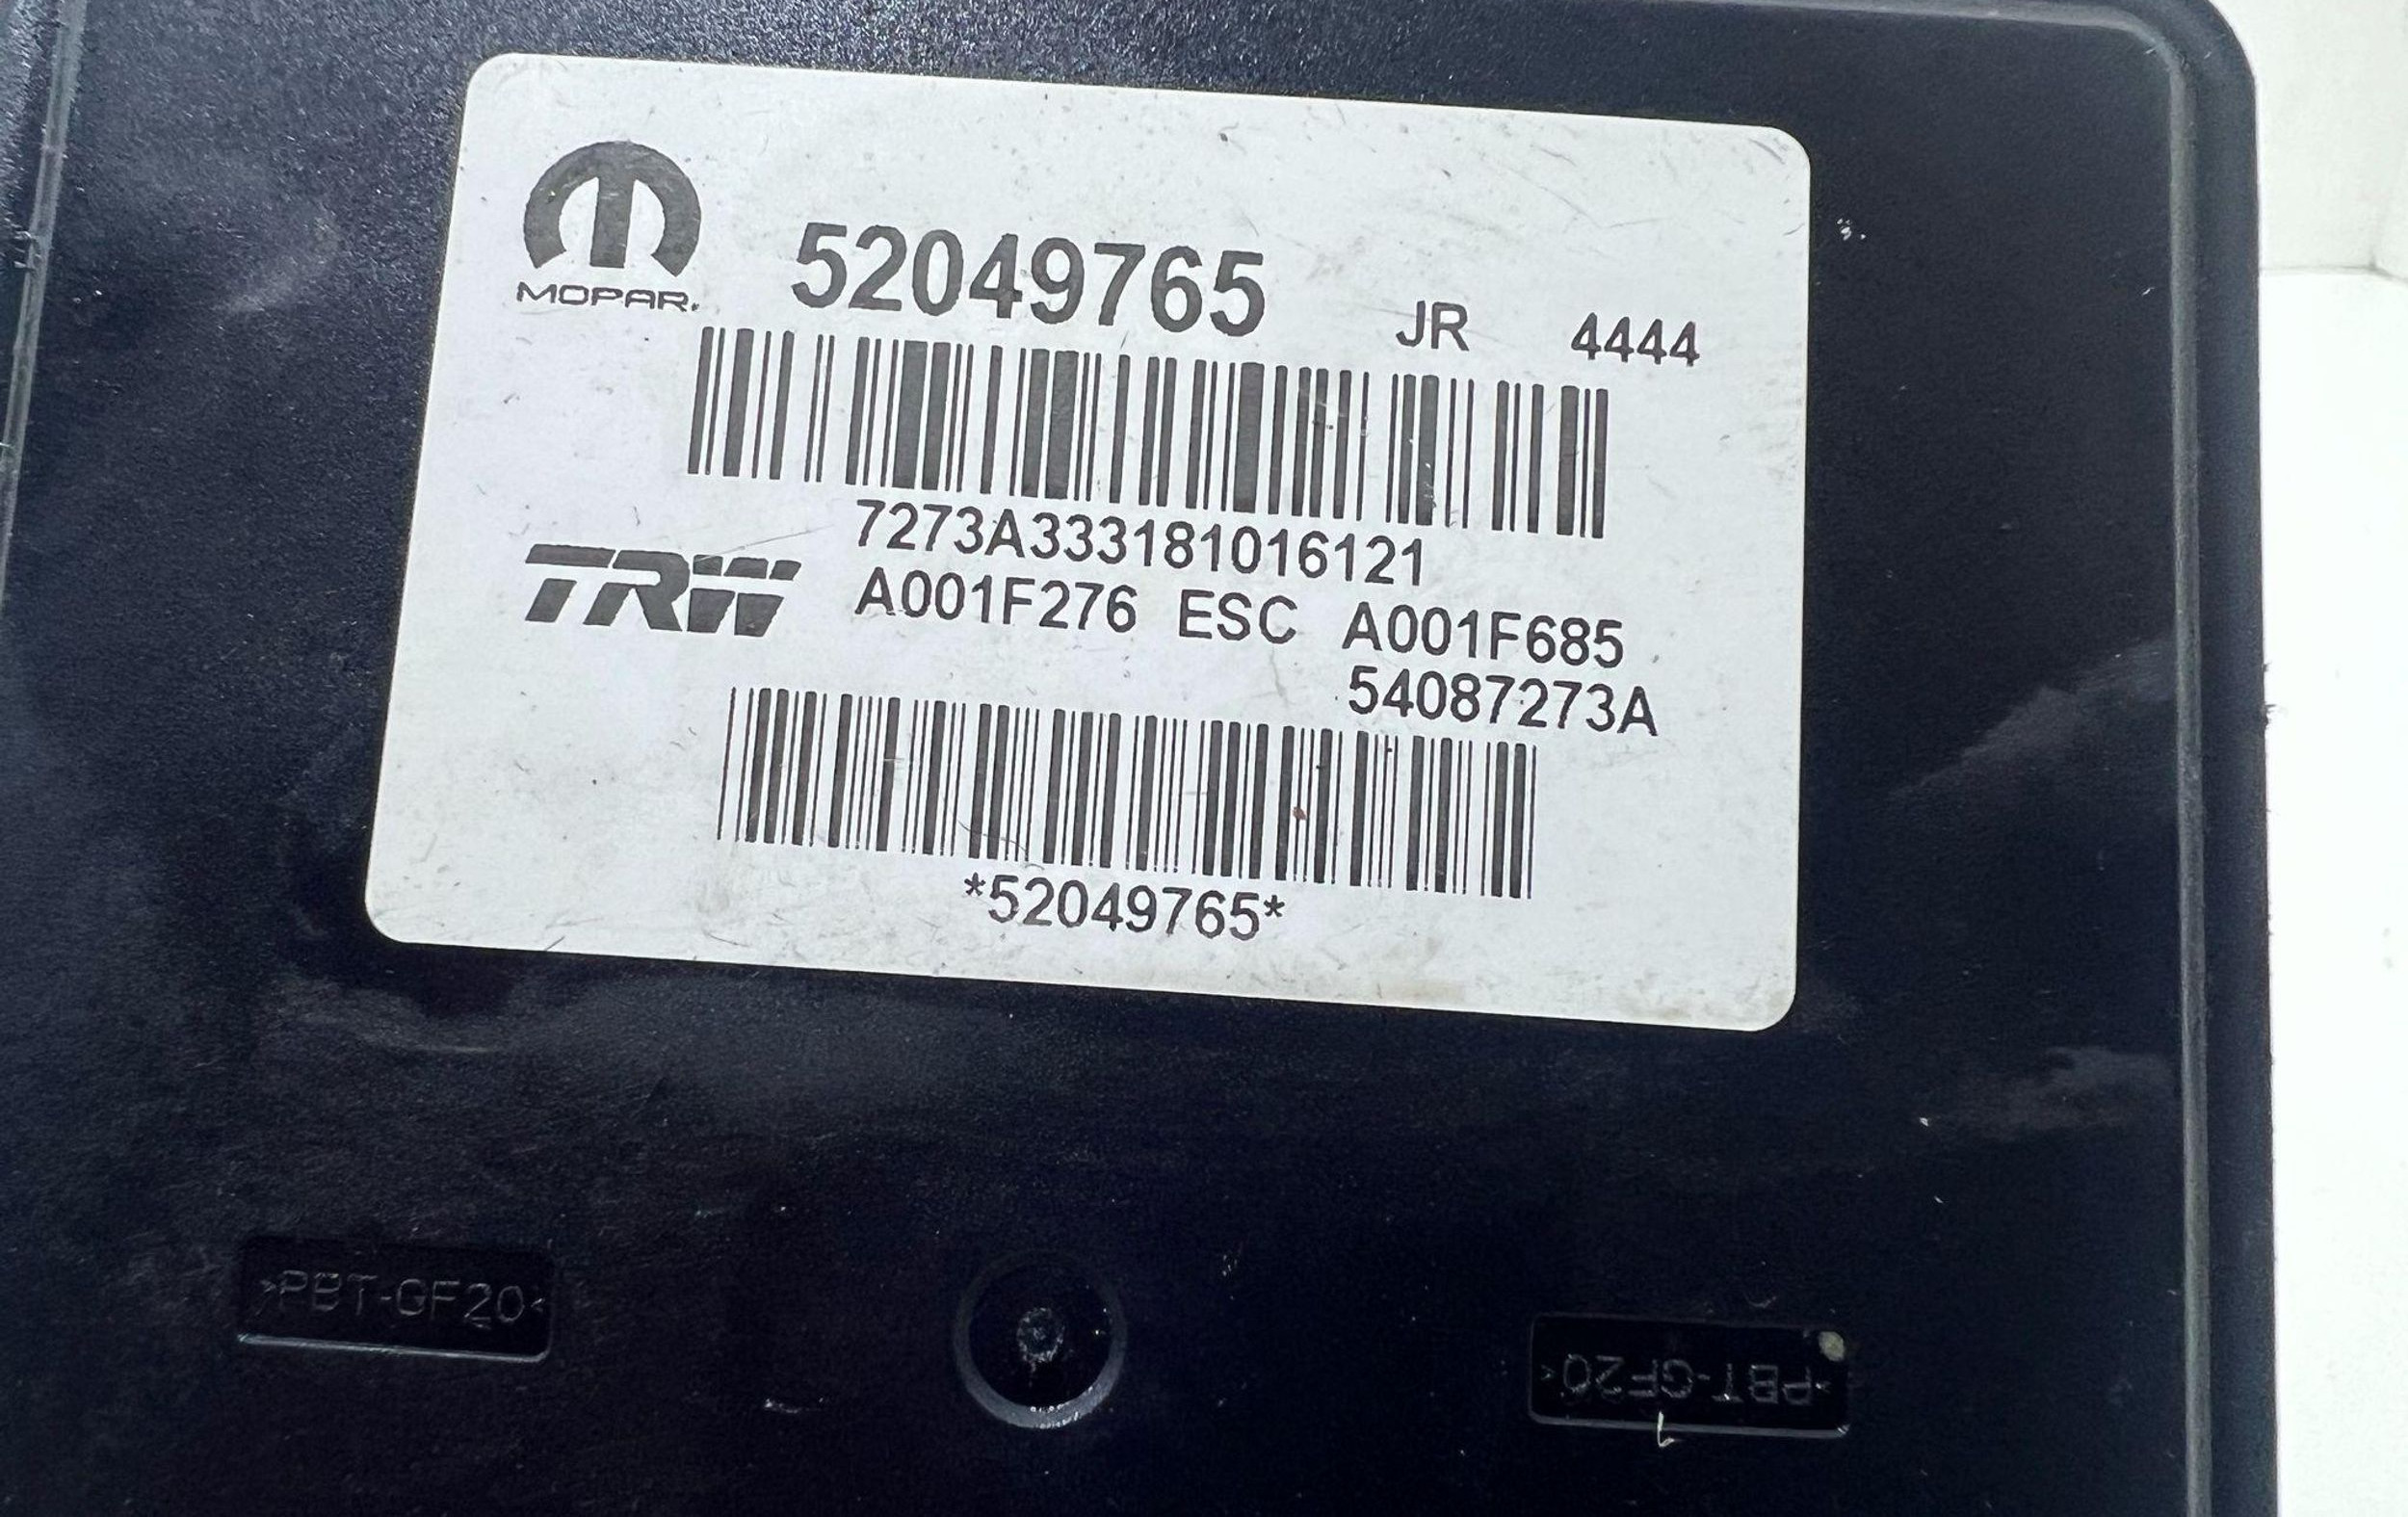 MOPAR.
52049765 JR 4444
7273A333181016121
TRW
A001F276 ESC A001F685
54087273A
*52049765*
>PBT-GF20<
>PBT-GF20<